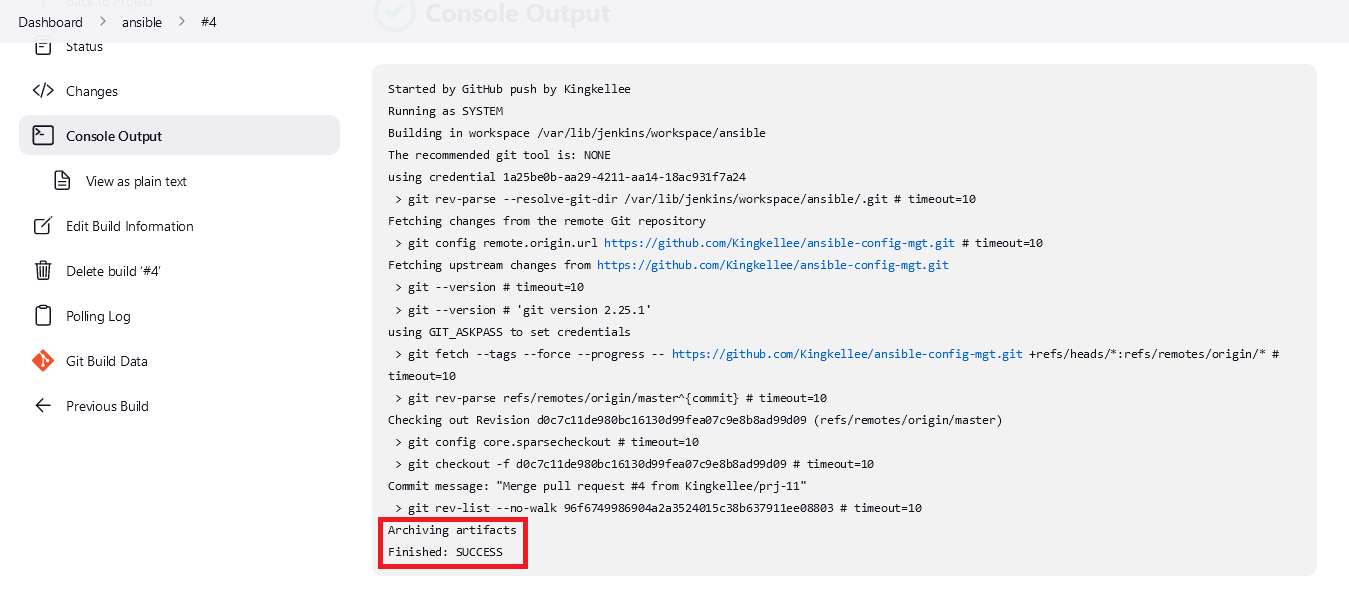 Back to Project
Console Output
Dashboard > ansible > #4
Status
Changes
Console Output
View as plain text
Edit Build Information
Delete build ‘#4’
Polling Log
Git Build Data
Previous Build
Started by GitHub push by Kingkellee
Running as SYSTEM
Building in workspace /var/lib/jenkins/workspace/ansible
The recommended git tool is: NONE
using credential 1a25be0b-aa29-4211-aa14-18ac931f7a24
> git rev-parse --resolve-git-dir /var/lib/jenkins/workspace/ansible/.git # timeout=10
Fetching changes from the remote Git repository
> git config remote.origin.url https://github.com/Kingkellee/ansible-config-mgt.git # timeout=10
Fetching upstream changes from https://github.com/Kingkellee/ansible-config-mgt.git
> git --version # timeout=10
> git --version # 'git version 2.25.1'
using GIT_ASKPASS to set credentials
> git fetch --tags --force --progress -- https://github.com/Kingkellee/ansible-config-mgt.git +refs/heads/*:refs/remotes/origin/* #
timeout=10
> git rev-parse refs/remotes/origin/master^{commit} # timeout=10
Checking out Revision d0c7c11de980bc16130d99fea07c9e8b8ad99d09 (refs/remotes/origin/master)
> git config core.sparsecheckout # timeout=10
> git checkout -f d0c7c11de980bc16130d99fea07c9e8b8ad99d09 # timeout=10
Commit message: "Merge pull request #4 from Kingkellee/prj-11"
> git rev-list --no-walk 96f6749986904a2a3524015c38b637911ee08803 # timeout=10
Archiving artifacts
Finished: SUCCESS